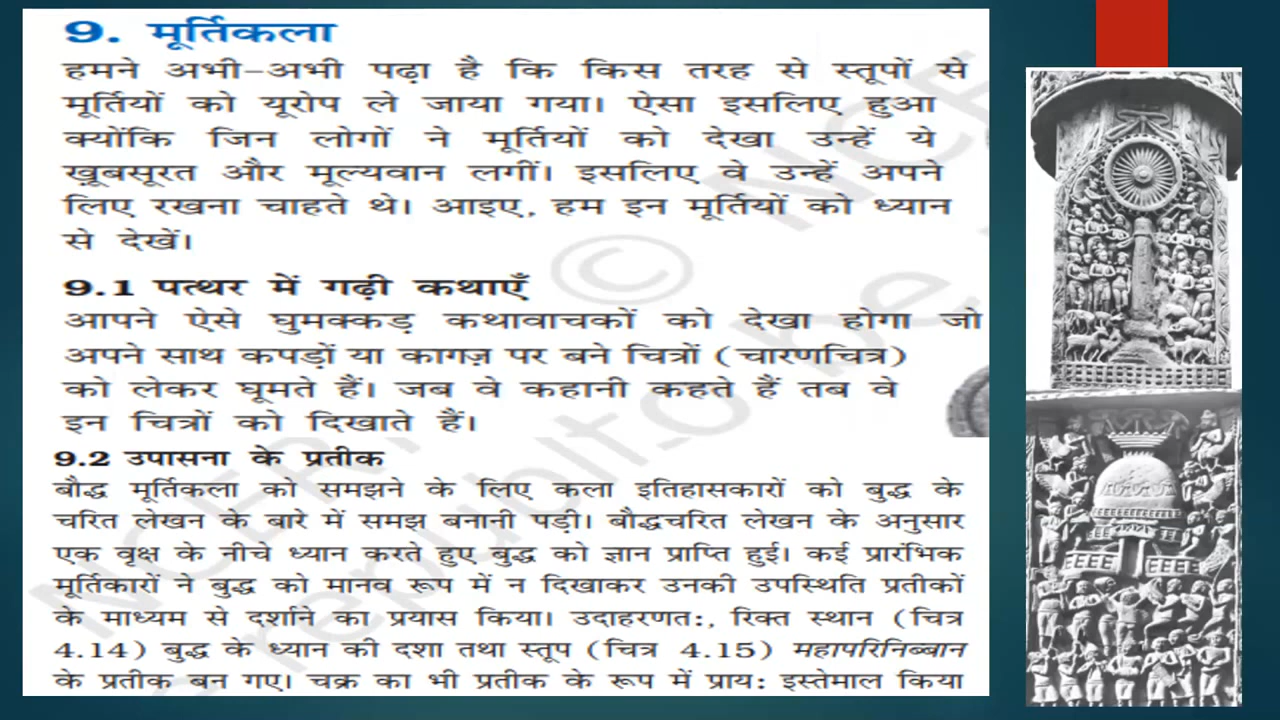 9. मूर्तिकला
हमने अभी-अभी पढ़ा है कि किस तरह से स्तूपों से
मूर्तियों को यूरोप ले जाया गया। ऐसा इसलिए हुआ
क्योंकि जिन लोगों ने मूर्तियों को देखा उन्हें ये
ख़ूबसूरत और मूल्यवान लगीं। इसलिए वे उन्हें अपने
लिए रखना चाहते थे। आइए, हम इन मूर्तियों को ध्यान
से देखें।
9.1 पत्थर में गढ़ी कथाएँ
आपने ऐसे घुमक्कड़ कथावाचकों को देखा होगा जो
अपने साथ कपड़ों या कागज़ पर बने चित्रों (चारणचित्र)
को लेकर घूमते हैं। जब वे कहानी कहते हैं तब वे
इन चित्रों को दिखाते हैं।
9.2 उपासना के प्रतीक
बौद्ध मूर्तिकला को समझने के लिए कला इतिहासकारों को बुद्ध के
चरित लेखन के बारे में समझ बनानी पड़ी। बौद्धचरित लेखन के अनुसार
एक वृक्ष के नीचे ध्यान करते हुए बुद्ध को ज्ञान प्राप्ति हुई। कई प्रारंभिक
मूर्तिकारों ने बुद्ध को मानव रूप में न दिखाकर उनकी उपस्थिति प्रतीकों
के माध्यम से दर्शाने का प्रयास किया। उदाहरणत:, रिक्त स्थान (चित्र
4.14) बुद्ध के ध्यान की दशा तथा स्तूप (चित्र 4.15) महापरिनिब्बान
के प्रतीक बन गए। चक्र का भी प्रतीक के रूप में प्राय: इस्तेमाल किया